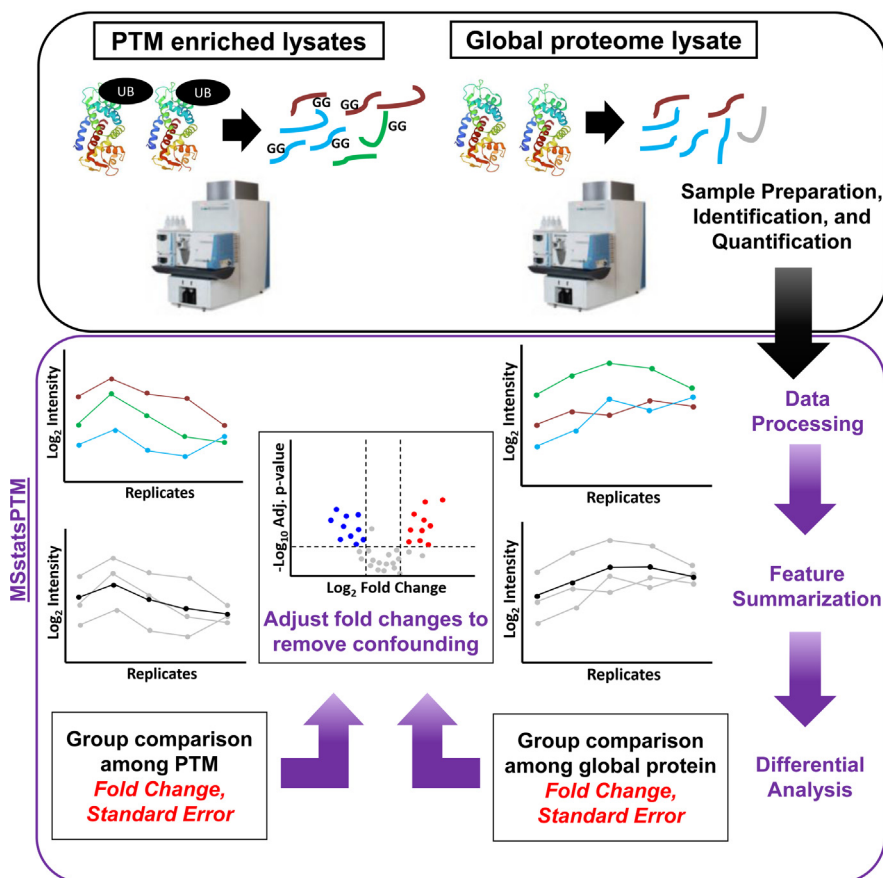 PTM enriched lysates
Global proteome lysate
UB
UB
GG
GG
GG
GG
GG
Sample Preparation,
Identification, and
Quantification
MSstatsPTM
Log2 Intensity
Replicates
-Log10 Adj. p-value
Log2 Fold Change
Adjust fold changes to
remove confounding
Log2 Intensity
Replicates
Data
Processing
Log2 Intensity
Replicates
Log2 Intensity
Replicates
Feature
Summarization
Group comparison
among PTM
Fold Change,
Standard Error
Group comparison
among global protein
Fold Change,
Standard Error
Differential
Analysis